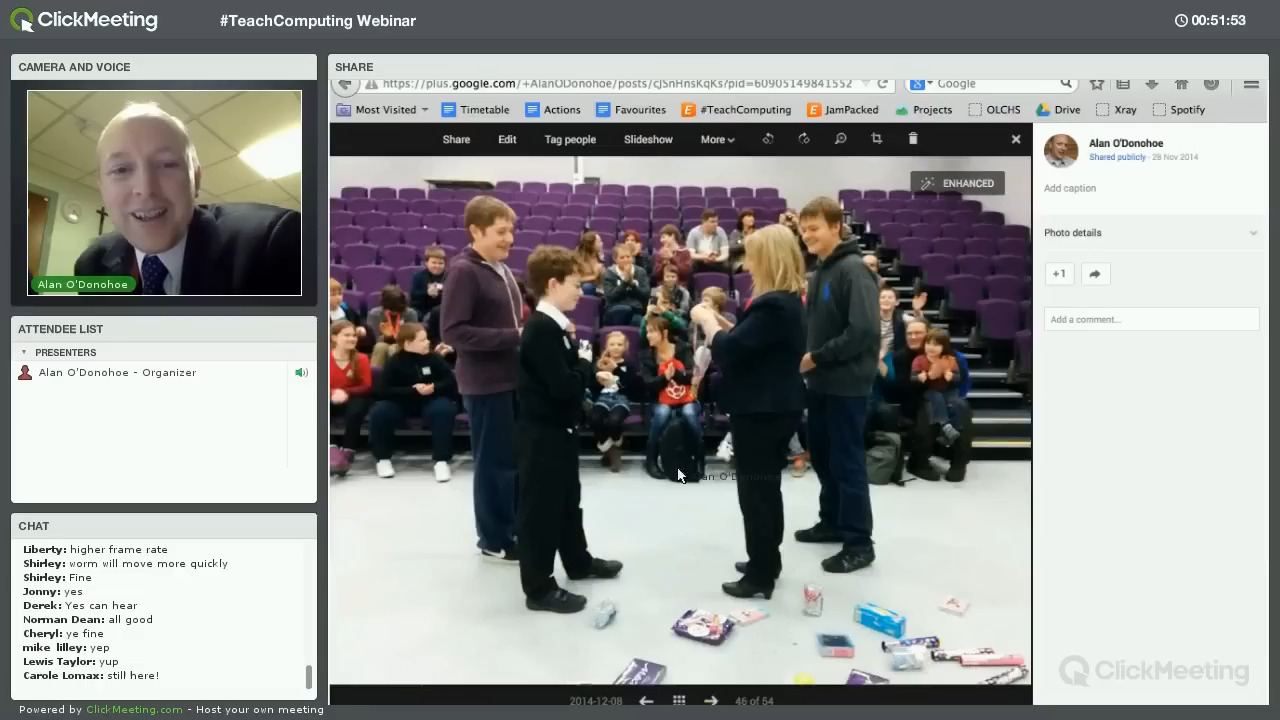 ClickMeeting
#TeachComputing Webinar
00:51:53
CAMERA AND VOICE
Alan O'Donohoe
ATTENDEE LIST
PRESENTERS
Alan O'Donohoe - Organizer
CHAT
Liberty: higher frame rate
Shirley: worm will move more quickly
Shirley: Fine
Jonny: yes
Derek: Yes can hear
Norman Dean: all good
Cheryl: ye fine
mike lilley: yep
Lewis Taylor: yup
Carole Lomax: still here!
Powered by ClickMeeting.com - Host your own meeting
SHARE
https://plus.google.com/+AlanODonohoe/posts/cJSnHnsKqKs?pid=609051498415522
Google
Most Visited Timetable Actions Favourites #TeachComputing JamPacked Projects OLCHS Drive Xray Spotify
Share Edit Tag people Slideshow More
ENHANCED
Alan O'Donohoe
2014-12-08 46 of 54
Alan O'Donohoe
Shared publicly - 28 Nov 2014
Add caption
Photo details
+1
Add a comment...
ClickMeeting